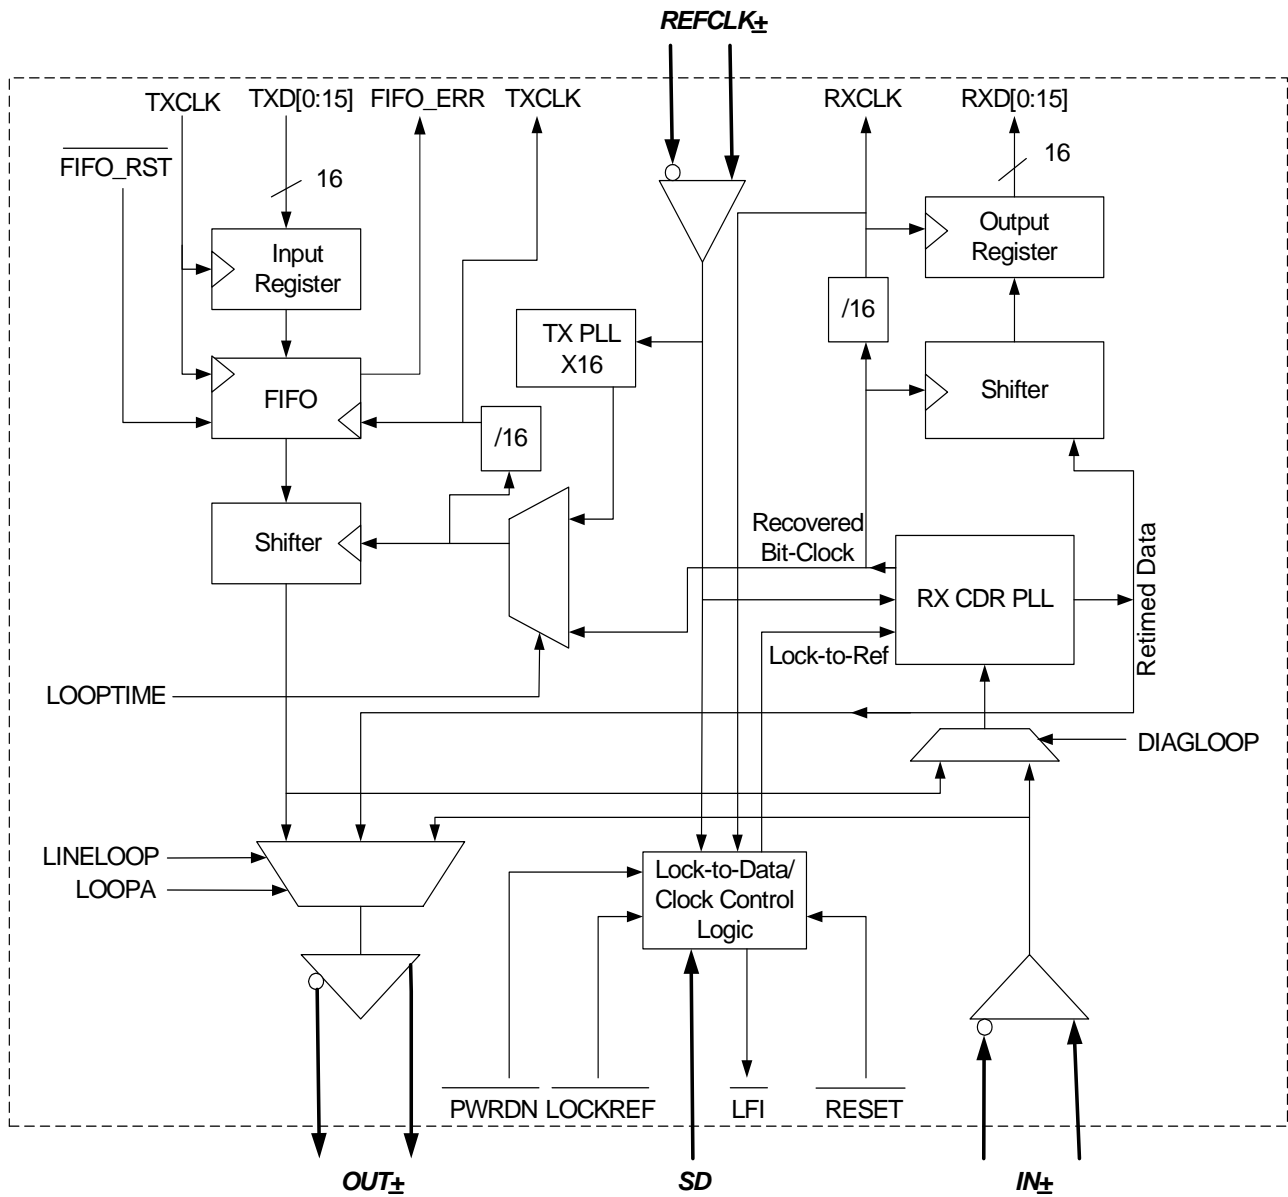 REFCLK±
TXCLK
TXD[0:15]
FIFO_ERR
TXCLK
RXCLK
RXD[0:15]
FIFO_RST
16
16
Input
Register
Output
Register
/16
TX PLL
X16
FIFO
Shifter
/16
Shifter
Recovered
Bit-Clock
RX CDR PLL
Retimed Data
Lock-to-Ref
LOOPTIME
DIAGLOOP
LINELOOP
LOOPA
Lock-to-Data/
Clock Control
Logic
PWRDN
LOCKREF
LFI
RESET
OUT±
SD
IN±